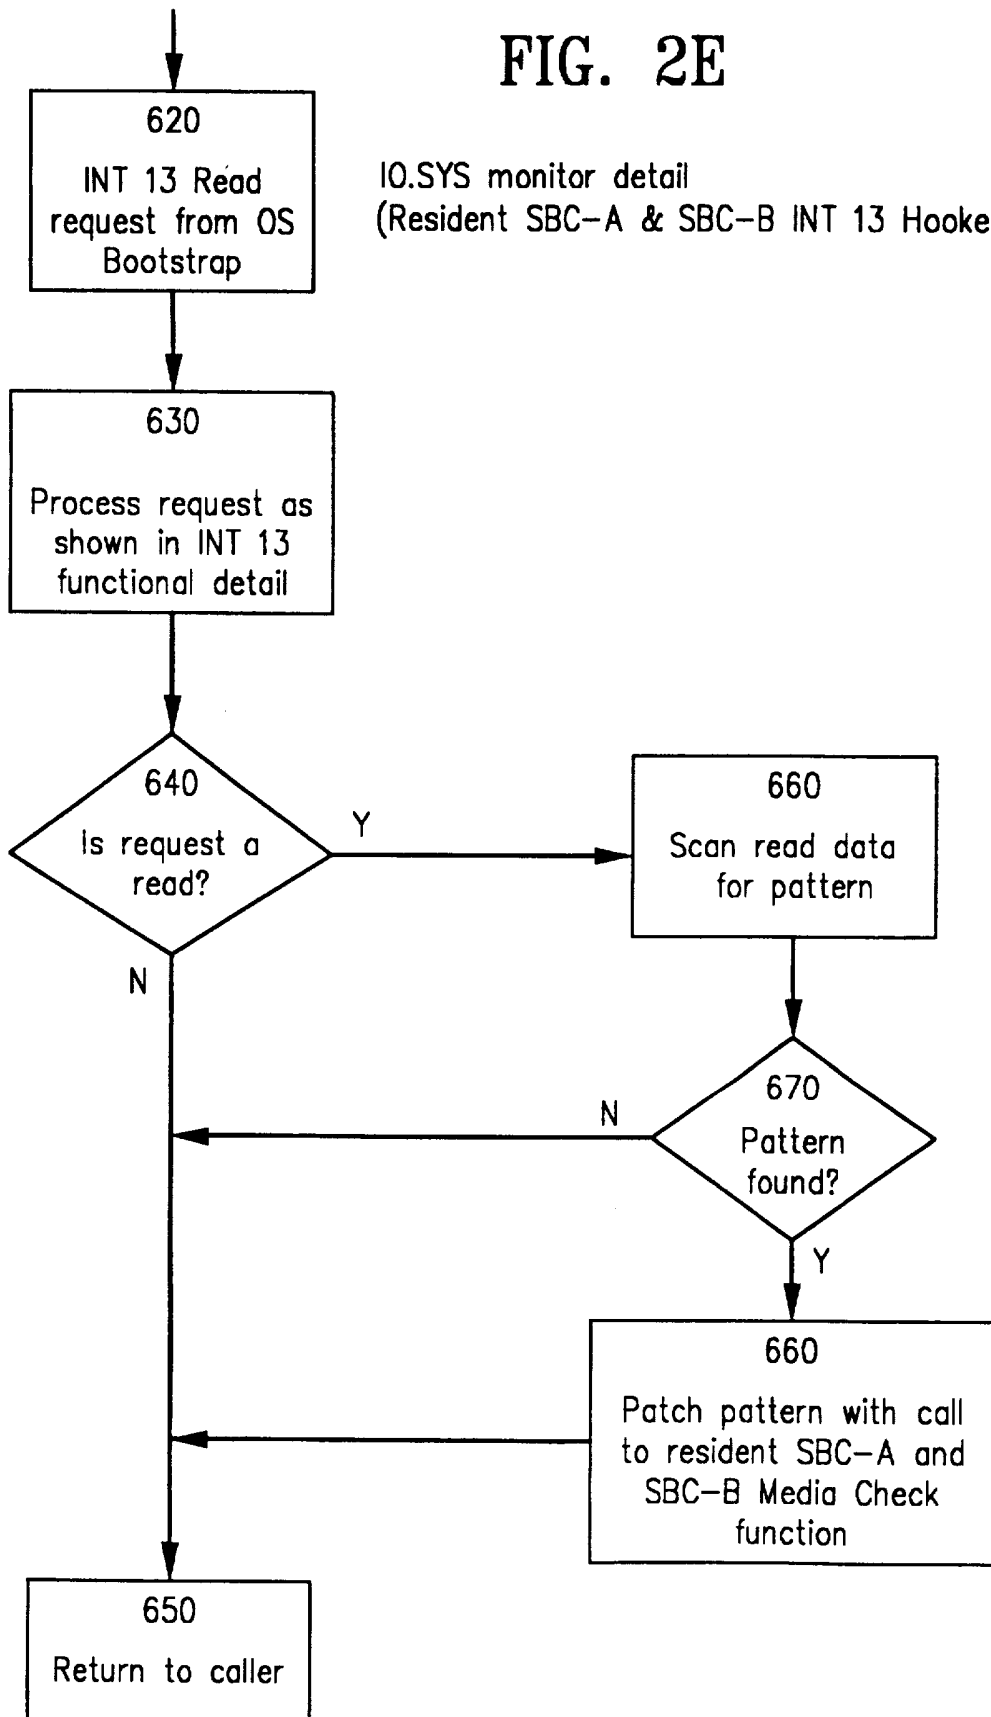 FIG. 2E
620
INT 13 Read
request from OS
Bootstrap
IO.SYS monitor detail
(Resident SBC-A & SBC-B INT 13 Hooke
630
Process request as
shown in INT 13
functional detail
640
Is request a
read?
Y
N
660
Scan read data
for pattern
670
Pattern
found?
N
Y
660
Patch pattern with call
to resident SBC-A and
SBC-B Media Check
function
650
Return to caller